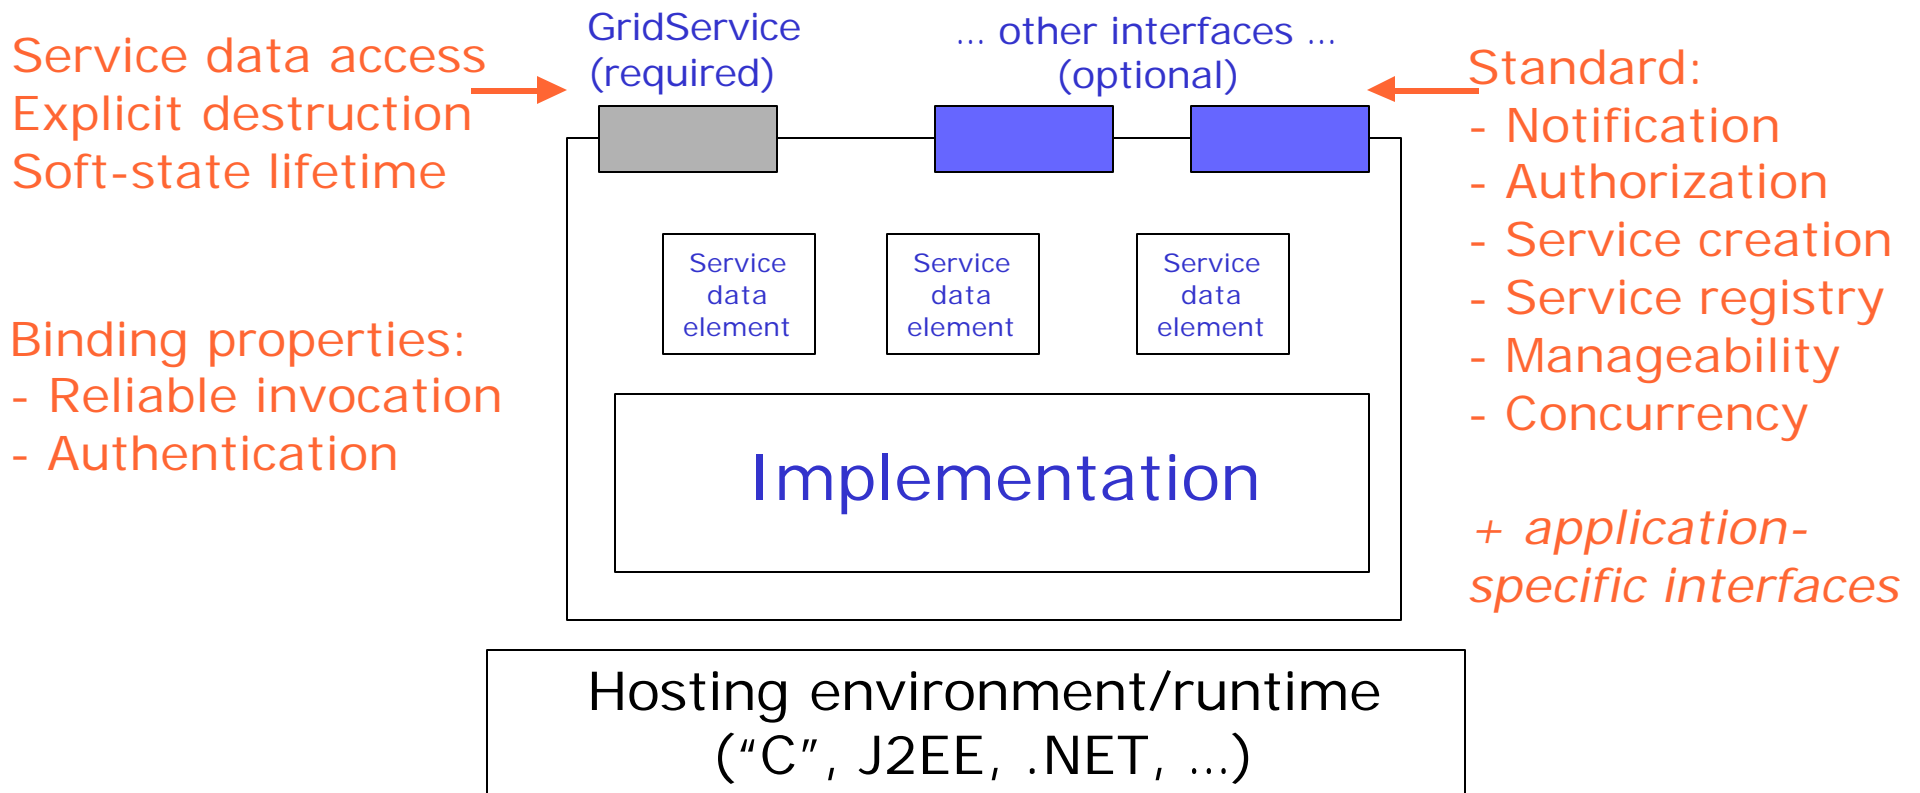 Service data access
Explicit destruction
Soft-state lifetime
Binding properties:
- Reliable invocation
- Authentication
GridService
(required)
... other interfaces ...
(optional)
Service
data
element
Service
data
element
Service
data
element
Implementation
Hosting environment/runtime
(“C”, J2EE, .NET, …)
Standard:
- Notification
- Authorization
- Service creation
- Service registry
- Manageability
- Concurrency
+ application-
specific interfaces